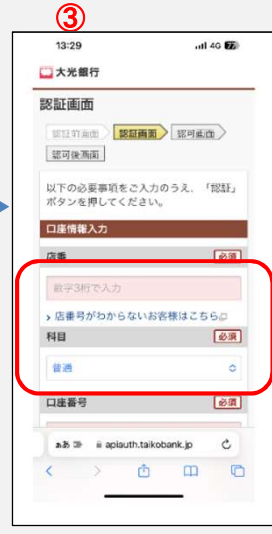 ③
13:29
4G 72
大光銀行
認証画面
認証前画面 認証画面 認可画面
認可後画面
以下の必要事項をご入力のうえ、「認証」
ボタンを押してください。
口座情報入力
店番 必須
数字3桁で入力
店番号がわからないお客様はこちら
科目 必須
普通
口座番号 必須
ぁあ apiauth.taikobank.jp